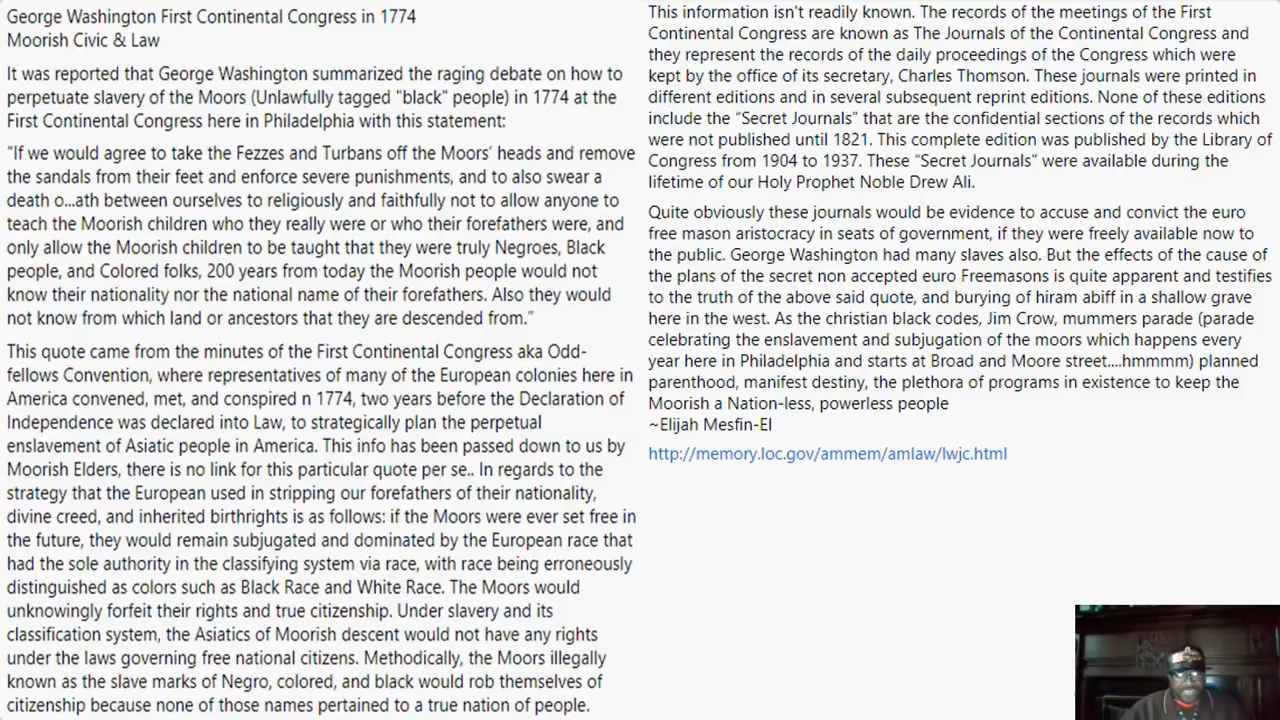 George Washington First Continental Congress in 1774
Moorish Civic & Law
It was reported that George Washington summarized the raging debate on how to
perpetuate slavery of the Moors (Unlawfully tagged "black" people) in 1774 at the
First Continental Congress here in Philadelphia with this statement:
“If we would agree to take the Fezzes and Turbans off the Moors’ heads and remove
the sandals from their feet and enforce severe punishments, and to also swear a
death o...ath between ourselves to religiously and faithfully not to allow anyone to
teach the Moorish children who they really were or who their forefathers were, and
only allow the Moorish children to be taught that they were truly Negroes, Black
people, and Colored folks, 200 years from today the Moorish people would not
know their nationality nor the national name of their forefathers. Also they would
not know from which land or ancestors that they are descended from.”
This quote came from the minutes of the First Continental Congress aka Odd-
fellows Convention, where representatives of many of the European colonies here in
America convened, met, and conspired n 1774, two years before the Declaration of
Independence was declared into Law, to strategically plan the perpetual
enslavement of Asiatic people in America. This info has been passed down to us by
Moorish Elders, there is no link for this particular quote per se.. In regards to the
strategy that the European used in stripping our forefathers of their nationality,
divine creed, and inherited birthrights is as follows: if the Moors were ever set free in
the future, they would remain subjugated and dominated by the European race that
had the sole authority in the classifying system via race, with race being erroneously
distinguished as colors such as Black Race and White Race. The Moors would
unknowingly forfeit their rights and true citizenship. Under slavery and its
classification system, the Asiatics of Moorish descent would not have any rights
under the laws governing free national citizens. Methodically, the Moors illegally
known as the slave marks of Negro, colored, and black would rob themselves of
citizenship because none of those names pertained to a true nation of people.
This information isn't readily known. The records of the meetings of the First
Continental Congress are known as The Journals of the Continental Congress and
they represent the records of the daily proceedings of the Congress which were
kept by the office of its secretary, Charles Thomson. These journals were printed in
different editions and in several subsequent reprint editions. None of these editions
include the “Secret Journals” that are the confidential sections of the records which
were not published until 1821. This complete edition was published by the Library of
Congress from 1904 to 1937. These “Secret Journals” were available during the
lifetime of our Holy Prophet Noble Drew Ali.
Quite obviously these journals would be evidence to accuse and convict the euro
free mason aristocracy in seats of government, if they were freely available now to
the public. George Washington had many slaves also. But the effects of the cause of
the plans of the secret non accepted euro Freemasons is quite apparent and testifies
to the truth of the above said quote, and burying of hiram abiff in a shallow grave
here in the west. As the christian black codes, Jim Crow, mummers parade (parade
celebrating the enslavement and subjugation of the moors which happens every
year here in Philadelphia and starts at Broad and Moore street....hmmmm) planned
parenthood, manifest destiny, the plethora of programs in existence to keep the
Moorish a Nation-less, powerless people
~Elijah Mesfin-El
http://memory.loc.gov/ammem/amlaw/lwjc.html